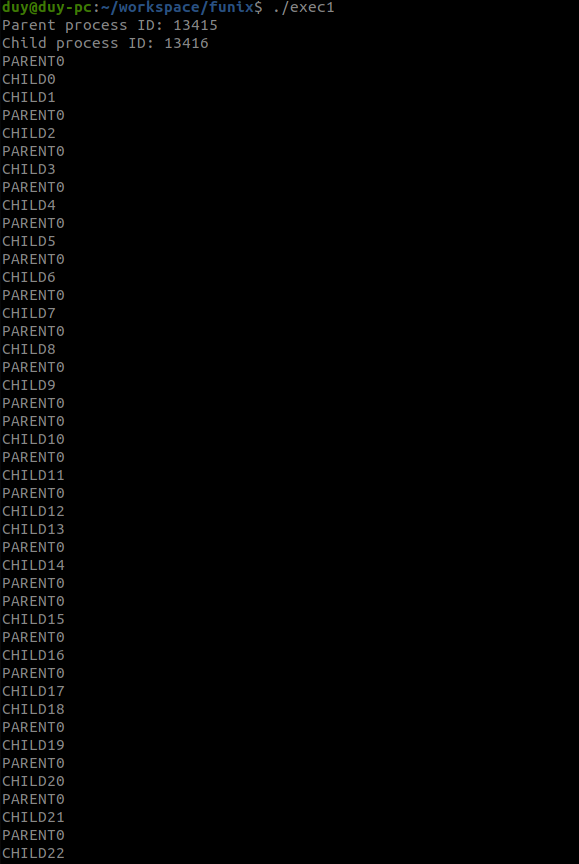 duy@duy-pc:~/workspace/funix$ ./exec1
Parent process ID: 13415
Child process ID: 13416
PARENT0
CHILD0
CHILD1
PARENT0
CHILD2
PARENT0
CHILD3
PARENT0
CHILD4
PARENT0
CHILD5
PARENT0
CHILD6
PARENT0
CHILD7
PARENT0
CHILD8
PARENT0
CHILD9
PARENT0
PARENT0
CHILD10
PARENT0
CHILD11
PARENT0
CHILD12
CHILD13
PARENT0
CHILD14
PARENT0
PARENT0
CHILD15
PARENT0
CHILD16
PARENT0
CHILD17
CHILD18
PARENT0
CHILD19
PARENT0
CHILD20
PARENT0
CHILD21
PARENT0
CHILD22